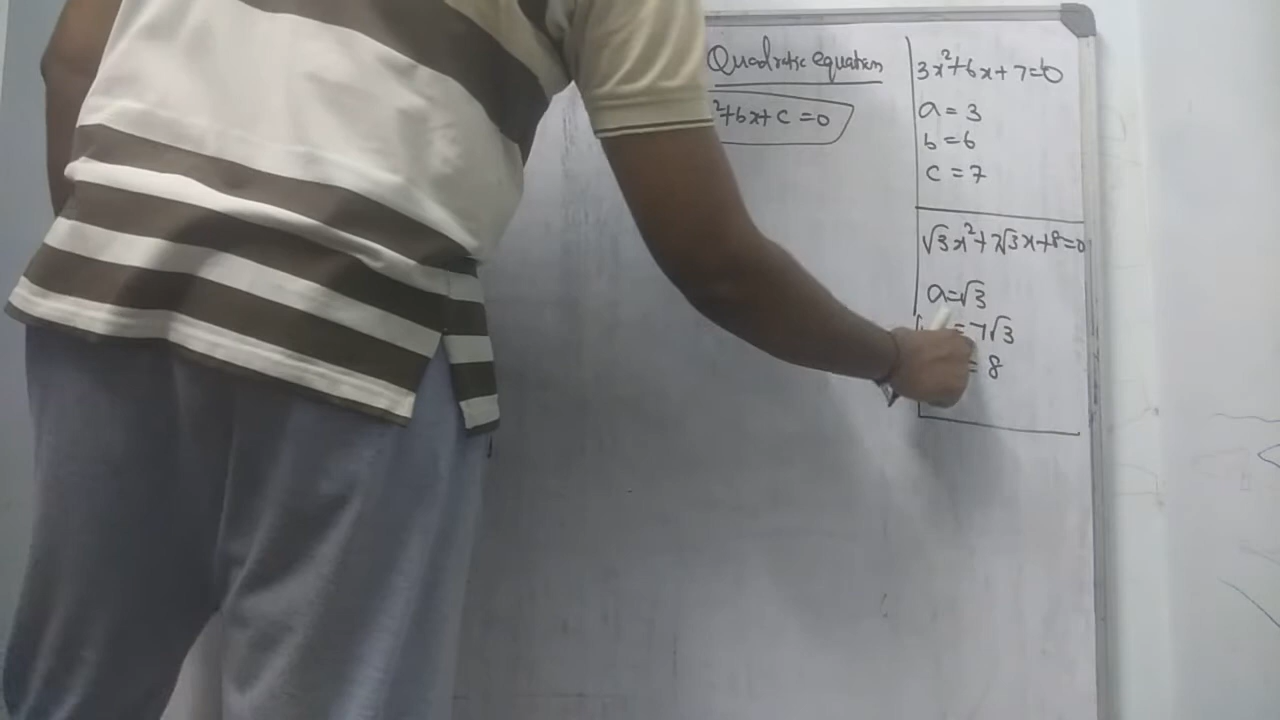 Quadratic equation
²+bx+c=0
3x²+6x+7=0
a=3
b=6
c=7
√3x²+7√3x+8=0
a=√3
=7√3
= 8